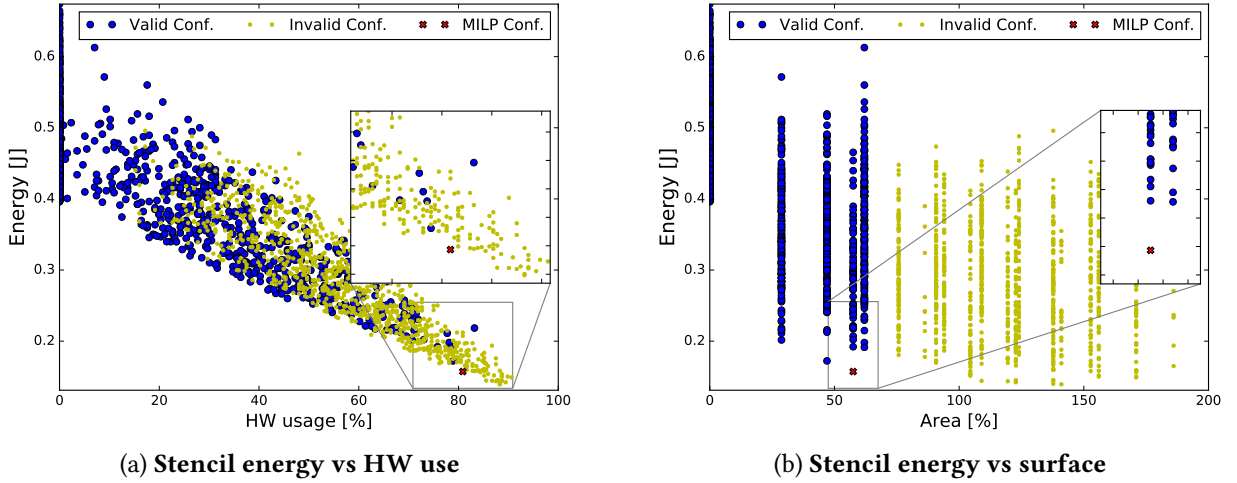 Valid Conf. Invalid Conf. MILP Conf.
0.6
0.5
0.4
0.3
0.2
Energy [J]
0 20 40 60 80 100
HW usage [%]
(a) Stencil energy vs HW use
Valid Conf. Invalid Conf. MILP Conf.
0.6
0.5
0.4
0.3
0.2
Energy [J]
0 50 100 150 200
Area [%]
(b) Stencil energy vs surface